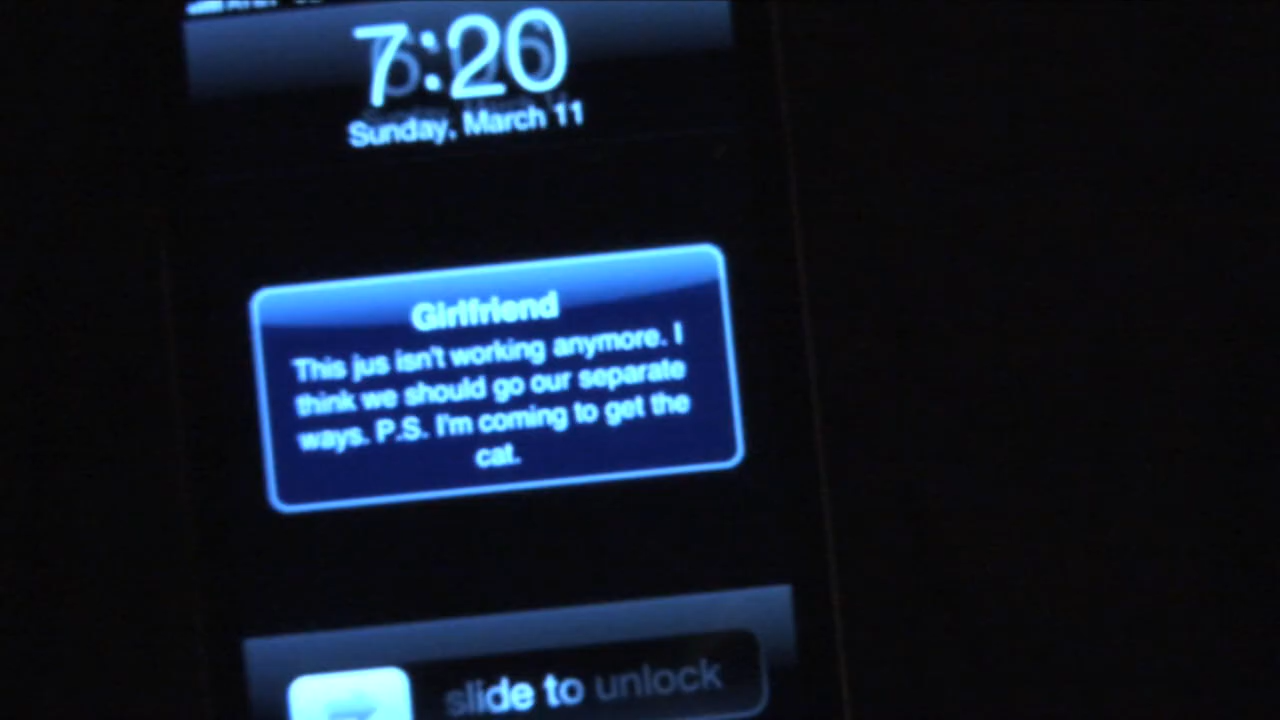 7:20
Sunday, March 11
Girlfriend
This jus isn't working anymore. I
think we should go our separate
ways. P.S. I'm coming to get the
cat.
slide to unlock